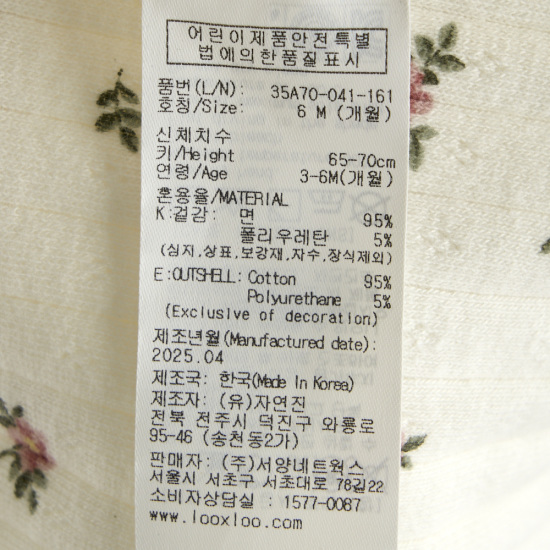 어린이제품안전특별
법에의한품질표시
품번(L/N): 35A70-041-161
호칭/Size: 6 M (개월)
신체치수
키/Height 65-70cm
연령/Age 3-6M(개월)
혼용율/MATERIAL
K:겉감: 면 95%
폴리우레탄 5%
(심지,상표,보강재,자수,장식제외)
E:OUTSHELL: Cotton 95%
Polyurethane 5%
(Exclusive of decoration)
제조년월(Manufactured date):
2025.04
제조국: 한국(Made In Korea)
제조자: (유)자연진
전북 전주시 덕진구 와룡로
95-46 (송천동2가)
판매자: (주)서양네트웍스
서울시 서초구 서초대로 78길22
소비자상담실 : 1577-0087
www.looxloo.com